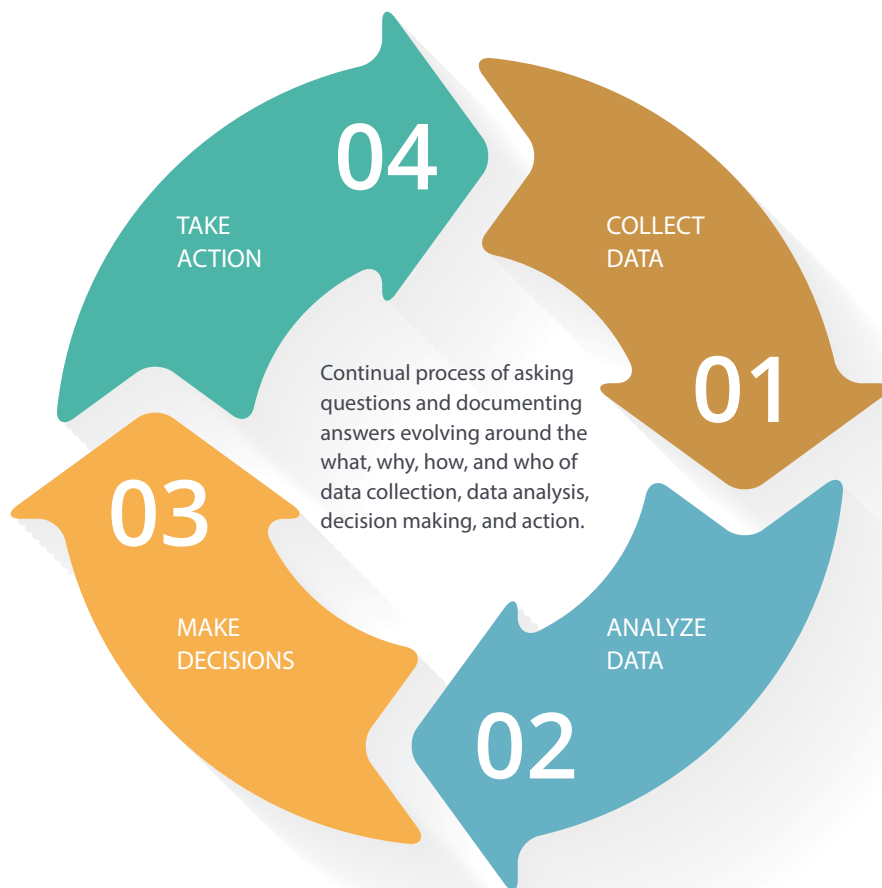 04
TAKE
ACTION
COLLECT
DATA
01
Continual process of asking
questions and documenting
answers evolving around the
what, why, how, and who of
data collection, data analysis,
decision making, and action.
03
MAKE
DECISIONS
ANALYZE
DATA
02